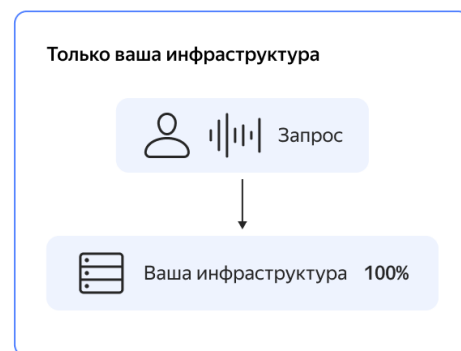 Только ваша инфраструктура
Запрос
Ваша инфраструктура 100%